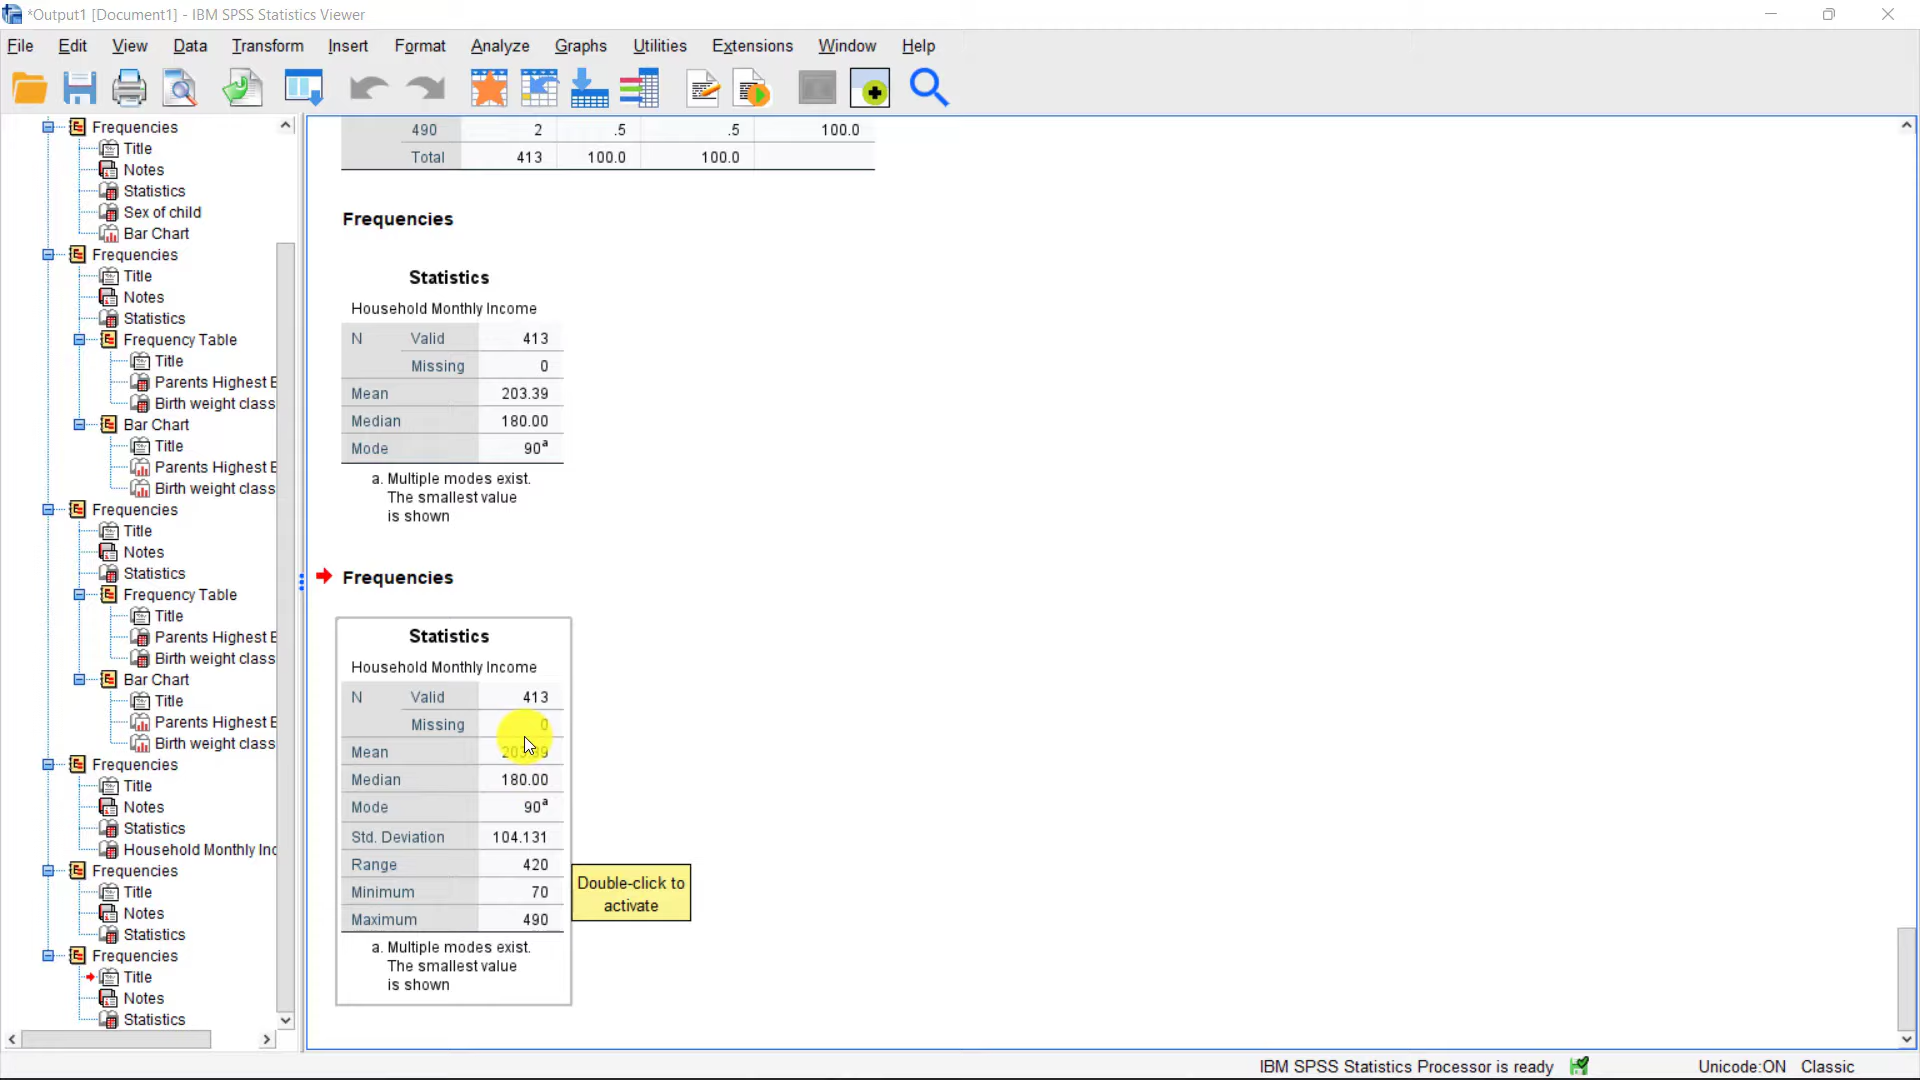 *Output1 [Document1] - IBM SPSS Statistics Viewer
File Edit View Data Transform Insert Format Analyze Graphs Utilities Extensions Window Help
Frequencies
Title
Notes
Statistics
Sex of child
Bar Chart
Frequencies
Title
Notes
Statistics
Frequency Table
Title
Parents Highest E
Birth weight class
Bar Chart
Title
Parents Highest E
Birth weight class
Frequencies
Title
Notes
Statistics
Frequency Table
Title
Parents Highest E
Birth weight class
Bar Chart
Title
Parents Highest E
Birth weight class
Frequencies
Title
Notes
Statistics
Household Monthly Inc
Frequencies
Title
Notes
Statistics
Frequencies
Title
Notes
Statistics
490 2 .5 .5 100.0
Total 413 100.0 100.0
Frequencies
Statistics
Household Monthly Income
N Valid 413
Missing 0
Mean 203.39
Median 180.00
Mode 90a
a. Multiple modes exist.
The smallest value
is shown
Frequencies
Statistics
Household Monthly Income
N Valid 413
Missing 0
Mean 203.39
Median 180.00
Mode 90a
Std. Deviation 104.131
Range 420
Minimum 70
Maximum 490
a. Multiple modes exist.
The smallest value
is shown
Double-click to
activate
IBM SPSS Statistics Processor is ready Unicode:ON Classic